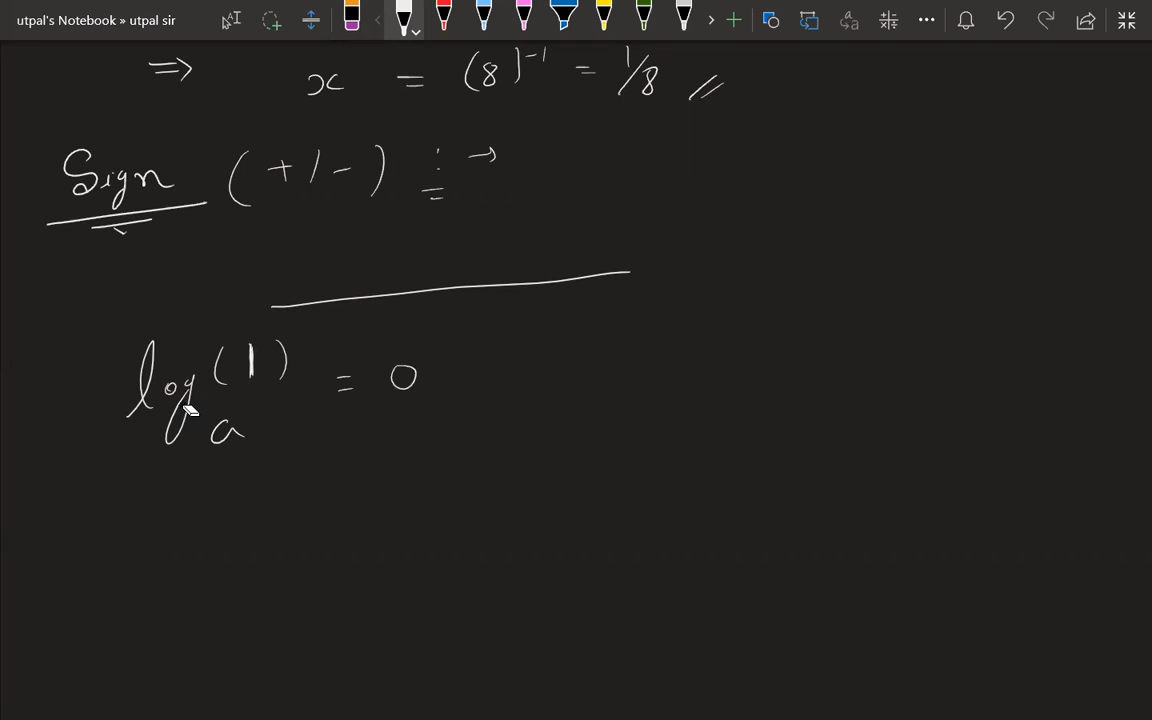 utpal's Notebook » utpal sir
⇒ x = (8)⁻¹ = 1/8 //
Sign (+/-) : →
logₐ(1) = 0